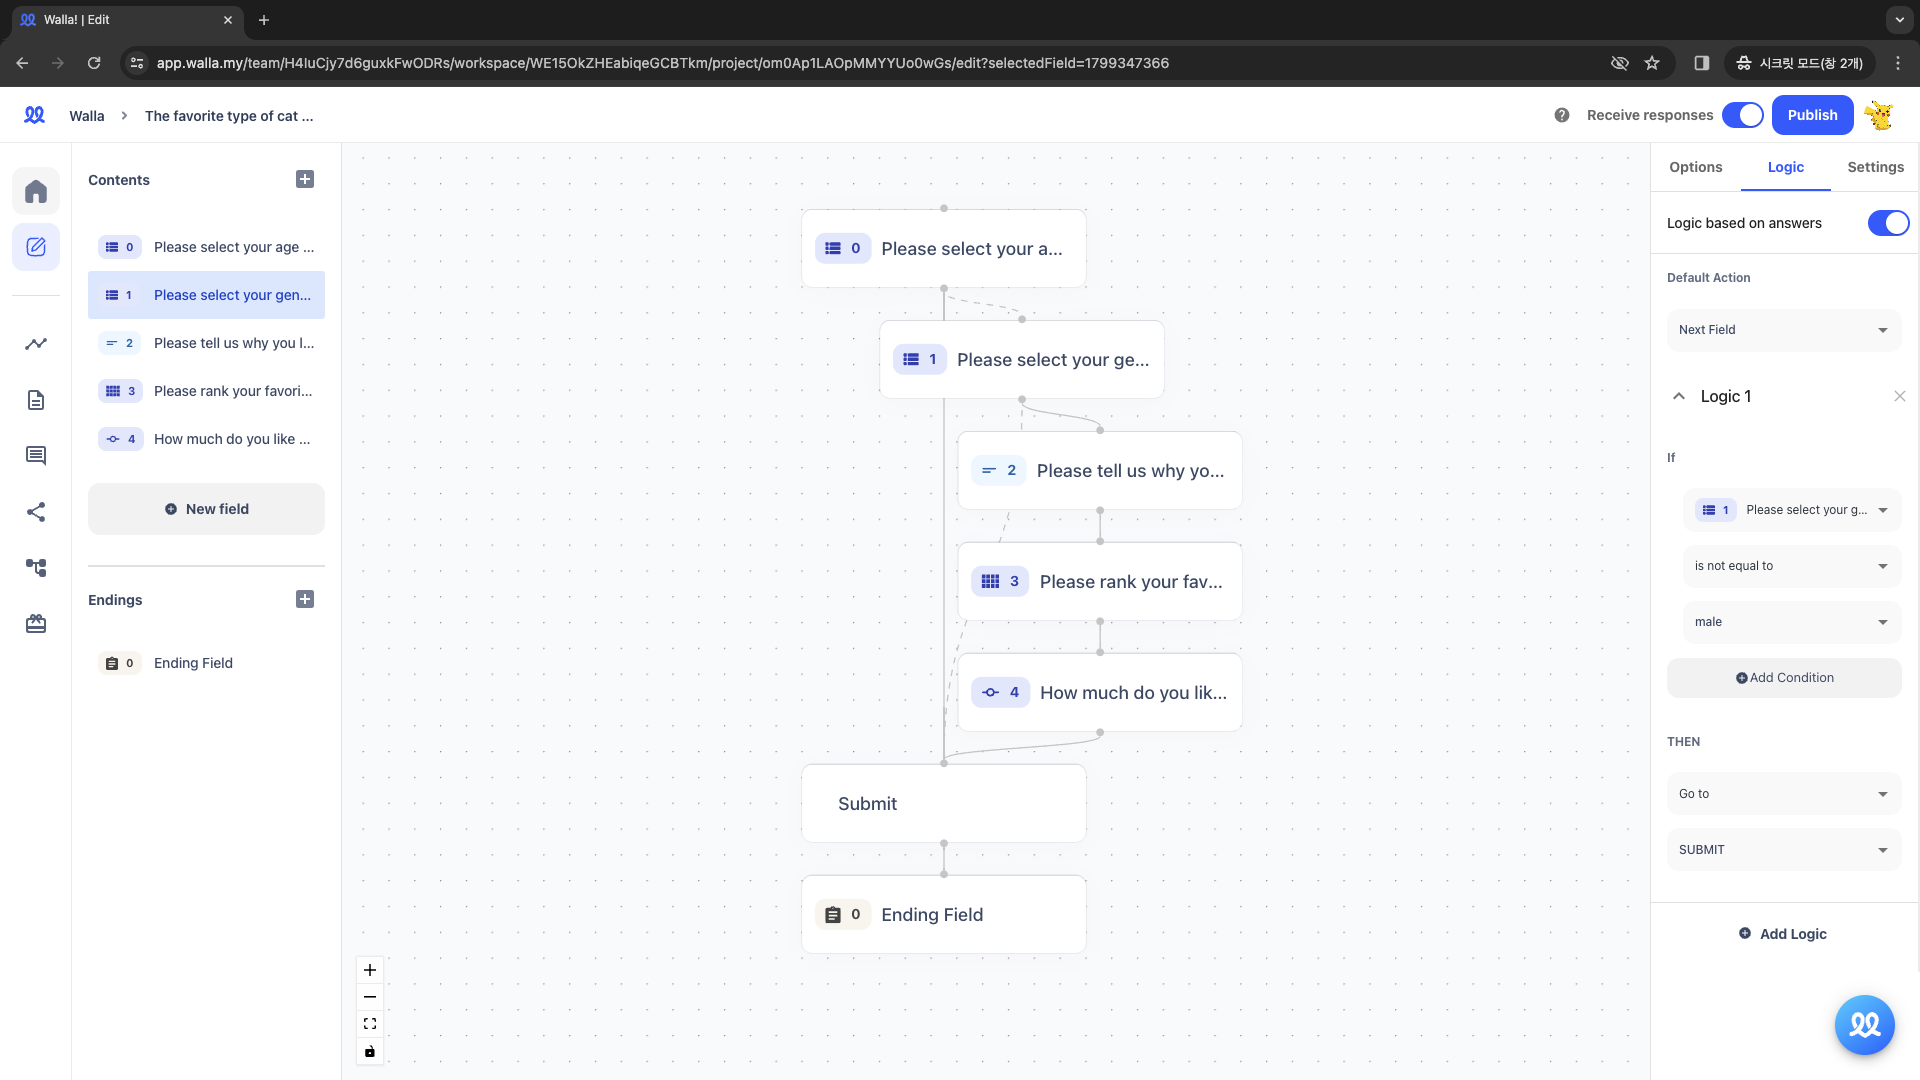 Walla! | Edit
app.walla.my/team/H4IuCjy7d6guxkFwODRs/workspace/WE15OkZHEabiqeGCBTkm/project/om0Ap1LAOpMMYYUo0wGs/edit?selectedField=1799347366
시크릿 모드(창 2개)
Walla
The favorite type of cat ...
Receive responses
Publish
Contents
0 Please select your age ...
1 Please select your gen...
2 Please tell us why you l...
3 Please rank your favori...
4 How much do you like ...
New field
Endings
0 Ending Field
0 Please select your a...
1 Please select your ge...
2 Please tell us why yo...
3 Please rank your fav...
4 How much do you lik...
Submit
0 Ending Field
Options
Logic
Settings
Logic based on answers
Default Action
Next Field
Logic 1
If
1 Please select your g...
is not equal to
male
Add Condition
THEN
Go to
SUBMIT
Add Logic